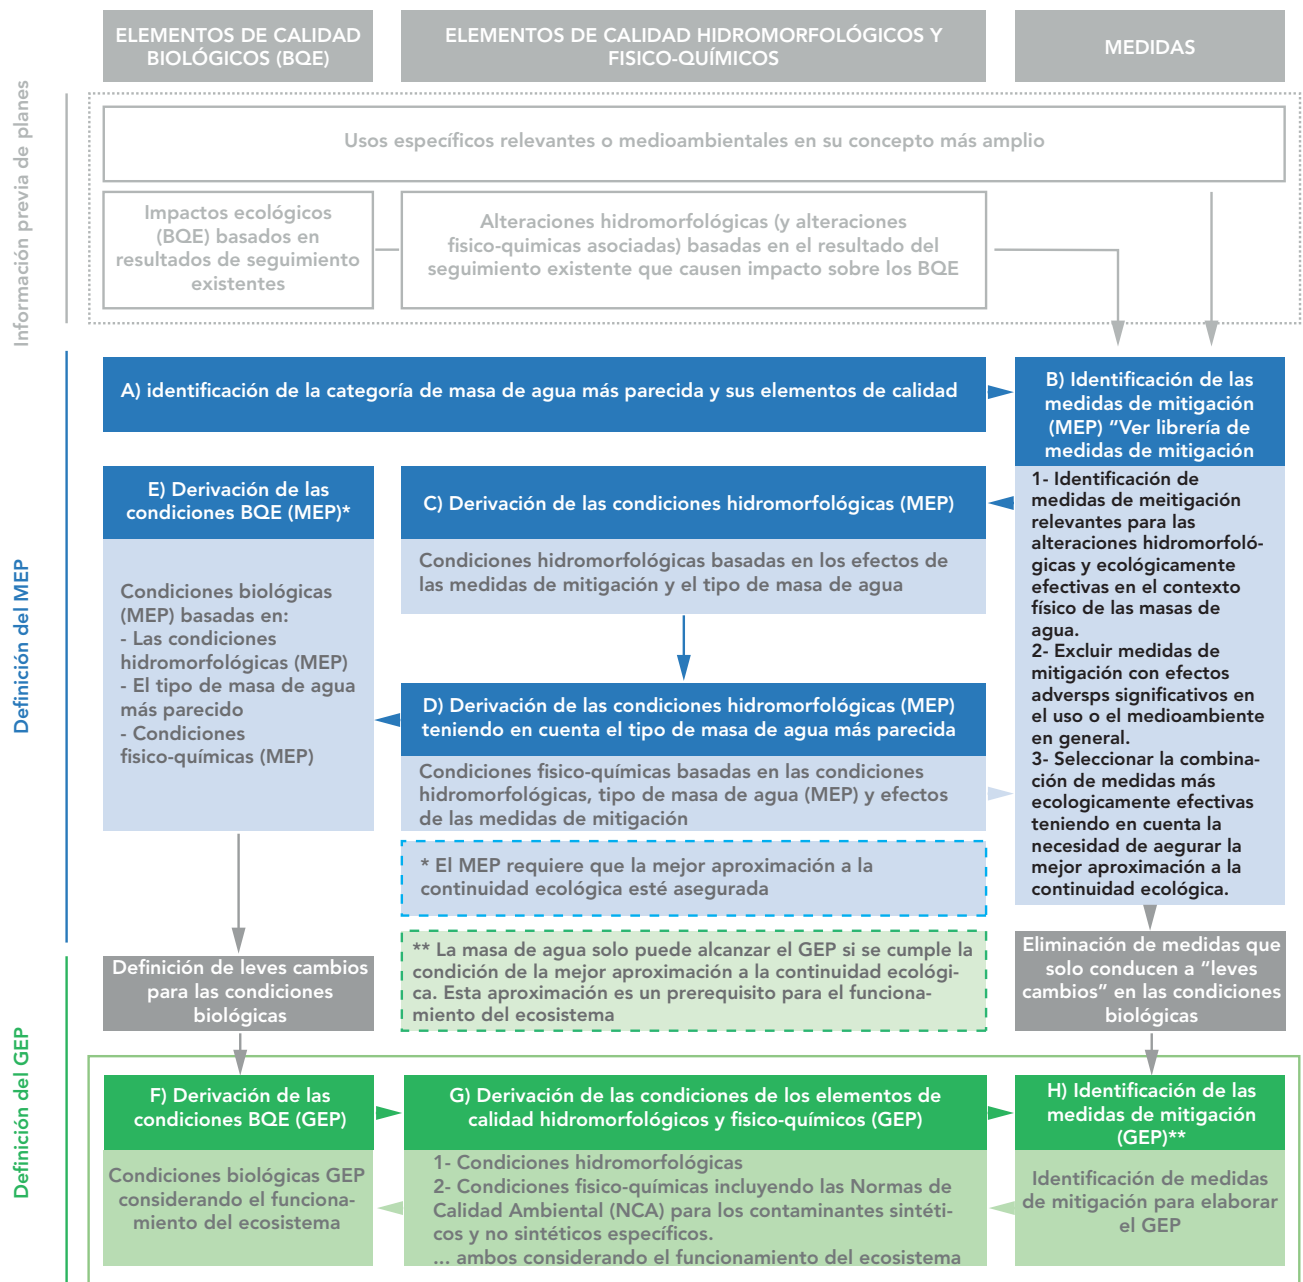 ELEMENTOS DE CALIDAD
BIOLÓGICOS (BQE)
ELEMENTOS DE CALIDAD HIDROMORFOLÓGICOS Y
FISICO-QUÍMICOS
MEDIDAS
Información previa de planes
Usos específicos relevantes o medioambientales en su concepto más amplio
Impactos ecológicos
(BQE) basados en
resultados de seguimiento
existentes
Alteraciones hidromorfológicas (y alteraciones
fisico-quimicas asociadas) basadas en el resultado del
seguimiento existente que causen impacto sobre los BQE
Definición del MEP
A) identificación de la categoría de masa de agua más parecida y sus elementos de calidad
B) Identificación de las
medidas de mitigación
(MEP) "Ver librería de
medidas de mitigación
1- Identificación de
medidas de meitigación
relevantes para las
alteraciones hidromorfoló-
gicas y ecológicamente
efectivas en el contexto
físico de las masas de
agua.
2- Excluir medidas de
mitigación con efectos
adversps significativos en
el uso o el medioambiente
en general.
3- Seleccionar la combina-
ción de medidas más
ecologicamente efectivas
teniendo en cuenta la
necesidad de aegurar la
mejor aproximación a la
continuidad ecológica.
E) Derivación de las
condiciones BQE (MEP)*
Condiciones biológicas
(MEP) basadas en:
- Las condiciones
hidromorfológicas (MEP)
- El tipo de masa de agua
más parecido
- Condiciones
fisico-químicas (MEP)
C) Derivación de las condiciones hidromorfológicas (MEP)
Condiciones hidromorfológicas basadas en los efectos de
las medidas de mitigación y el tipo de masa de agua
D) Derivación de las condiciones hidromorfológicas (MEP)
teniendo en cuenta el tipo de masa de agua más parecida
Condiciones fisico-químicas basadas en las condiciones
hidromorfológicas, tipo de masa de agua (MEP) y efectos
de las medidas de mitigación
* El MEP requiere que la mejor aproximación a la
continuidad ecológica esté asegurada
** La masa de agua solo puede alcanzar el GEP si se cumple la
condición de la mejor aproximación a la continuidad ecológi-
ca. Esta aproximación es un prerequisito para el funciona-
miento del ecosistema
Definición de leves cambios
para las condiciones
biológicas
Eliminación de medidas que
solo conducen a "leves
cambios" en las condiciones
biológicas
Definición del GEP
F) Derivación de las
condiciones BQE (GEP)
Condiciones biológicas GEP
considerando el funciona-
miento del ecosistema
G) Derivación de las condiciones de los elementos de
calidad hidromorfológicos y fisico-químicos (GEP)
1- Condiciones hidromorfológicas
2- Condiciones fisico-químicas incluyendo las Normas de
Calidad Ambiental (NCA) para los contaminantes sintéti-
cos y no sintéticos específicos.
... ambos considerando el funcionamiento del ecosistema
H) Identificación de las
medidas de mitigación
(GEP)**
Identificación de medidas
de mitigación para elaborar
el GEP